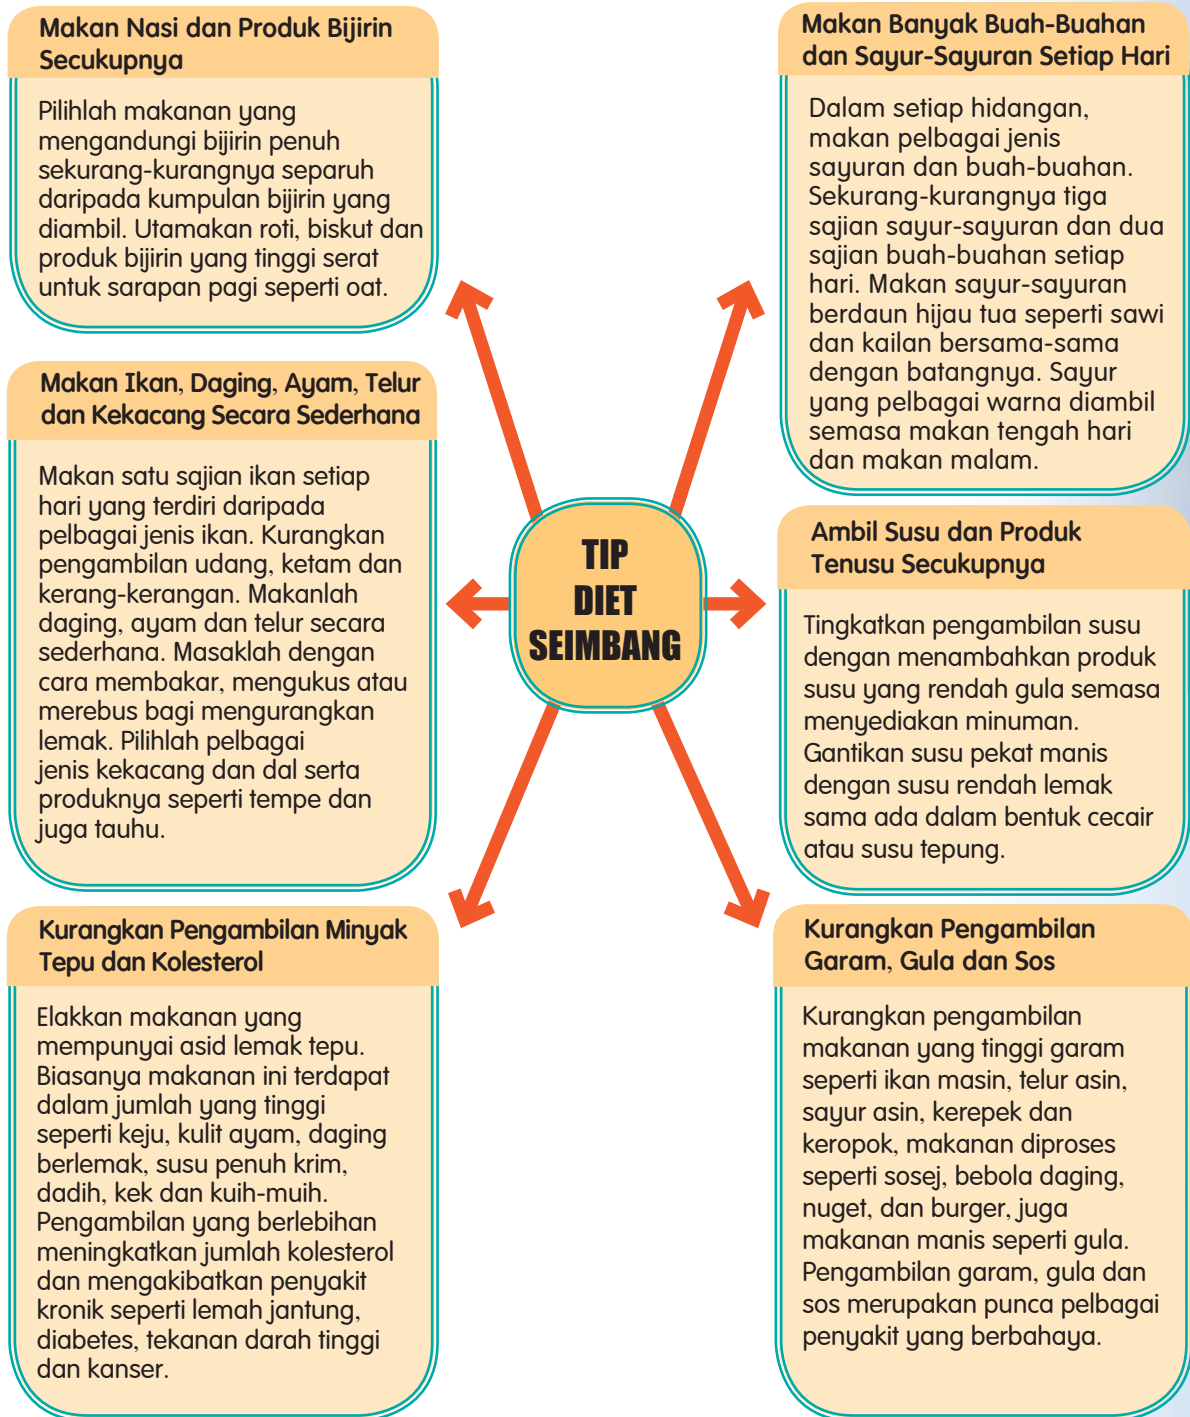 Makan Nasi dan Produk Bijirin
Secukupnya
Pilihlah makanan yang
mengandungi bijirin penuh
sekurang-kurangnya separuh
daripada kumpulan bijirin yang
diambil. Utamakan roti, biskut dan
produk bijirin yang tinggi serat
untuk sarapan pagi seperti oat.
Makan Banyak Buah-Buahan
dan Sayur-Sayuran Setiap Hari
Dalam setiap hidangan,
makan pelbagai jenis
sayuran dan buah-buahan.
Sekurang-kurangnya tiga
sajian sayur-sayuran dan dua
sajian buah-buahan setiap
hari. Makan sayur-sayuran
berdaun hijau tua seperti sawi
dan kailan bersama-sama
dengan batangnya. Sayur
yang pelbagai warna diambil
semasa makan tengah hari
dan makan malam.
Makan Ikan, Daging, Ayam, Telur
dan Kekacang Secara Sederhana
Makan satu sajian ikan setiap
hari yang terdiri daripada
pelbagai jenis ikan. Kurangkan
pengambilan udang, ketam dan
kerang-kerangan. Makanlah
daging, ayam dan telur secara
sederhana. Masaklah dengan
cara membakar, mengukus atau
merebus bagi mengurangkan
lemak. Pilihlah pelbagai
jenis kekacang dan dal serta
produknya seperti tempe dan
juga tauhu.
TIP
DIET
SEIMBANG
Ambil Susu dan Produk
Tenusu Secukupnya
Tingkatkan pengambilan susu
dengan menambahkan produk
susu yang rendah gula semasa
menyediakan minuman.
Gantikan susu pekat manis
dengan susu rendah lemak
sama ada dalam bentuk cecair
atau susu tepung.
Kurangkan Pengambilan Minyak
Tepu dan Kolesterol
Elakkan makanan yang
mempunyai asid lemak tepu.
Biasanya makanan ini terdapat
dalam jumlah yang tinggi
seperti keju, kulit ayam, daging
berlemak, susu penuh krim,
dadih, kek dan kuih-muih.
Pengambilan yang berlebihan
meningkatkan jumlah kolesterol
dan mengakibatkan penyakit
kronik seperti lemah jantung,
diabetes, tekanan darah tinggi
dan kanser.
Kurangkan Pengambilan
Garam, Gula dan Sos
Kurangkan pengambilan
makanan yang tinggi garam
seperti ikan masin, telur asin,
sayur asin, kerepek dan
keropok, makanan diproses
seperti sosej, bebola daging,
nuget, dan burger, juga
makanan manis seperti gula.
Pengambilan garam, gula dan
sos merupakan punca pelbagai
penyakit yang berbahaya.